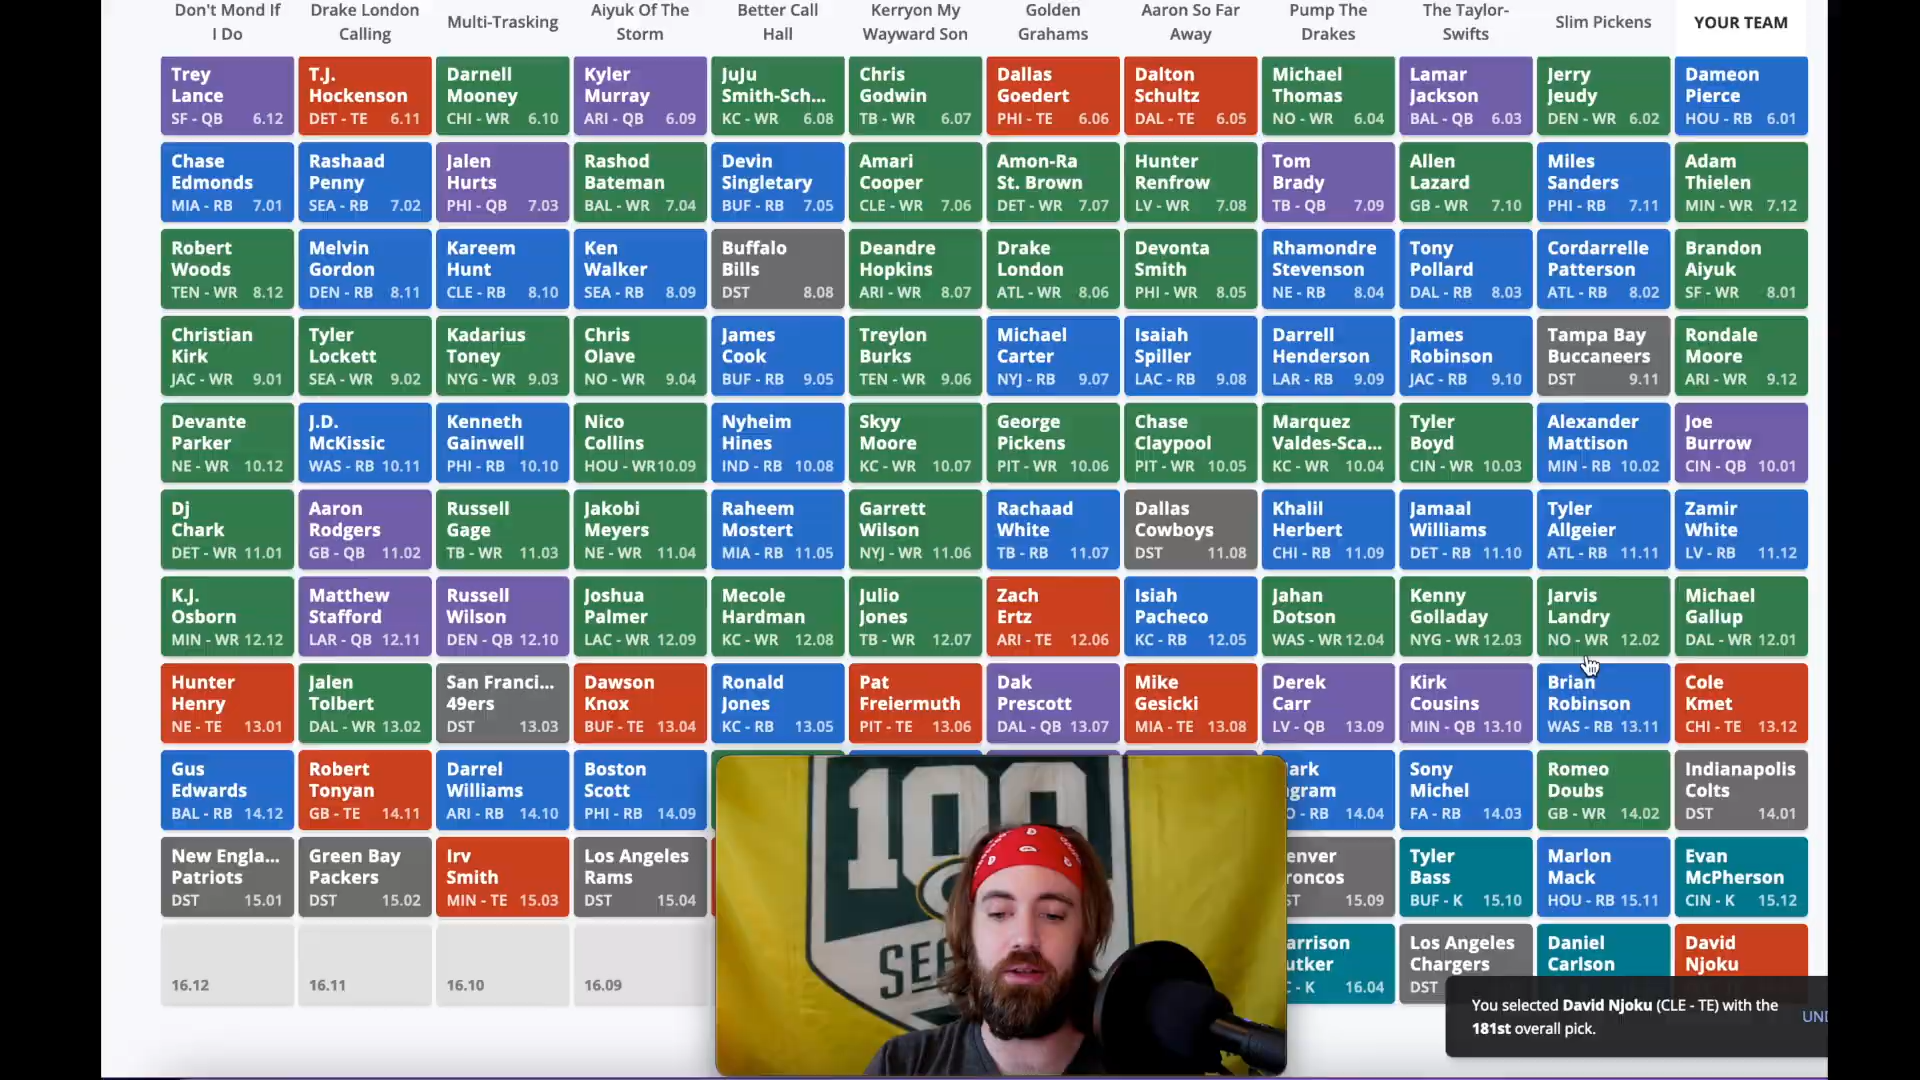 Don't Mond If
I Do
Drake London
Calling
Multi-Trasking
Aiyuk Of The
Storm
Better Call
Hall
Kerryon My
Wayward Son
Golden
Grahams
Aaron So Far
Away
Pump The
Drakes
The Taylor-
Swifts
Slim Pickens
YOUR TEAM
Trey
Lance
SF - QB 6.12
T.J.
Hockenson
DET - TE 6.11
Darnell
Mooney
CHI - WR 6.10
Kyler
Murray
ARI - QB 6.09
JuJu
Smith-Sch...
KC - WR 6.08
Chris
Godwin
TB - WR 6.07
Dallas
Goedert
PHI - TE 6.06
Dalton
Schultz
DAL - TE 6.05
Michael
Thomas
NO - WR 6.04
Lamar
Jackson
BAL - QB 6.03
Jerry
Jeudy
DEN - WR 6.02
Dameon
Pierce
HOU - RB 6.01
Chase
Edmonds
MIA - RB 7.01
Rashaad
Penny
SEA - RB 7.02
Jalen
Hurts
PHI - QB 7.03
Rashod
Bateman
BAL - WR 7.04
Devin
Singletary
BUF - RB 7.05
Amari
Cooper
CLE - WR 7.06
Amon-Ra
St. Brown
DET - WR 7.07
Hunter
Renfrow
LV - WR 7.08
Tom
Brady
TB - QB 7.09
Allen
Lazard
GB - WR 7.10
Miles
Sanders
PHI - RB 7.11
Adam
Thielen
MIN - WR 7.12
Robert
Woods
TEN - WR 8.12
Melvin
Gordon
DEN - RB 8.11
Kareem
Hunt
CLE - RB 8.10
Ken
Walker
SEA - RB 8.09
Buffalo
Bills
DST 8.08
Deandre
Hopkins
ARI - WR 8.07
Drake
London
ATL - WR 8.06
Devonta
Smith
PHI - WR 8.05
Rhamondre
Stevenson
NE - RB 8.04
Tony
Pollard
DAL - RB 8.03
Cordarrelle
Patterson
ATL - RB 8.02
Brandon
Aiyuk
SF - WR 8.01
Christian
Kirk
JAC - WR 9.01
Tyler
Lockett
SEA - WR 9.02
Kadarius
Toney
NYG - WR 9.03
Chris
Olave
NO - WR 9.04
James
Cook
BUF - RB 9.05
Treylon
Burks
TEN - WR 9.06
Michael
Carter
NYJ - RB 9.07
Isaiah
Spiller
LAC - RB 9.08
Darrell
Henderson
LAR - RB 9.09
James
Robinson
JAC - RB 9.10
Tampa Bay
Buccaneers
DST 9.11
Rondale
Moore
ARI - WR 9.12
Devante
Parker
NE - WR 10.12
J.D.
McKissic
WAS - RB 10.11
Kenneth
Gainwell
PHI - RB 10.10
Nico
Collins
HOU - WR 10.09
Nyheim
Hines
IND - RB 10.08
Skyy
Moore
KC - WR 10.07
George
Pickens
PIT - WR 10.06
Chase
Claypool
PIT - WR 10.05
Marquez
Valdes-Sca...
KC - WR 10.04
Tyler
Boyd
CIN - WR 10.03
Alexander
Mattison
MIN - RB 10.02
Joe
Burrow
CIN - QB 10.01
Dj
Chark
DET - WR 11.01
Aaron
Rodgers
GB - QB 11.02
Russell
Gage
TB - WR 11.03
Jakobi
Meyers
NE - WR 11.04
Raheem
Mostert
MIA - RB 11.05
Garrett
Wilson
NYJ - WR 11.06
Rachaad
White
TB - RB 11.07
Dallas
Cowboys
DST 11.08
Khalil
Herbert
CHI - RB 11.09
Jamaal
Williams
DET - RB 11.10
Tyler
Allgeier
ATL - RB 11.11
Zamir
White
LV - RB 11.12
K.J.
Osborn
MIN - WR 12.12
Matthew
Stafford
LAR - QB 12.11
Russell
Wilson
DEN - QB 12.10
Joshua
Palmer
LAC - WR 12.09
Mecole
Hardman
KC - WR 12.08
Julio
Jones
TB - WR 12.07
Zach
Ertz
ARI - TE 12.06
Isiah
Pacheco
KC - RB 12.05
Jahan
Dotson
WAS - WR 12.04
Kenny
Golladay
NYG - WR 12.03
Jarvis
Landry
NO - WR 12.02
Michael
Gallup
DAL - WR 12.01
Hunter
Henry
NE - TE 13.01
Jalen
Tolbert
DAL - WR 13.02
San Franci...
49ers
DST 13.03
Dawson
Knox
BUF - TE 13.04
Ronald
Jones
KC - RB 13.05
Pat
Freiermuth
PIT - TE 13.06
Dak
Prescott
DAL - QB 13.07
Mike
Gesicki
MIA - TE 13.08
Derek
Carr
LV - QB 13.09
Kirk
Cousins
MIN - QB 13.10
Brian
Robinson
WAS - RB 13.11
Cole
Kmet
CHI - TE 13.12
Gus
Edwards
BAL - RB 14.12
Robert
Tonyan
GB - TE 14.11
Darrel
Williams
ARI - RB 14.10
Boston
Scott
PHI - RB 14.09
ark
gram
O - RB 14.04
Sony
Michel
FA - RB 14.03
Romeo
Doubs
GB - WR 14.02
Indianapolis
Colts
DST 14.01
New Engla...
Patriots
DST 15.01
Green Bay
Packers
DST 15.02
Irv
Smith
MIN - TE 15.03
Los Angeles
Rams
DST 15.04
enver
roncos
ST 15.09
Tyler
Bass
BUF - K 15.10
Marlon
Mack
HOU - RB 15.11
Evan
McPherson
CIN - K 15.12
16.12
16.11
16.10
16.09
arrison
utker
C - K 16.04
Los Angeles
Chargers
DST
Daniel
Carlson
David
Njoku
100
SEA
You selected David Njoku (CLE - TE) with the
181st overall pick.
UND